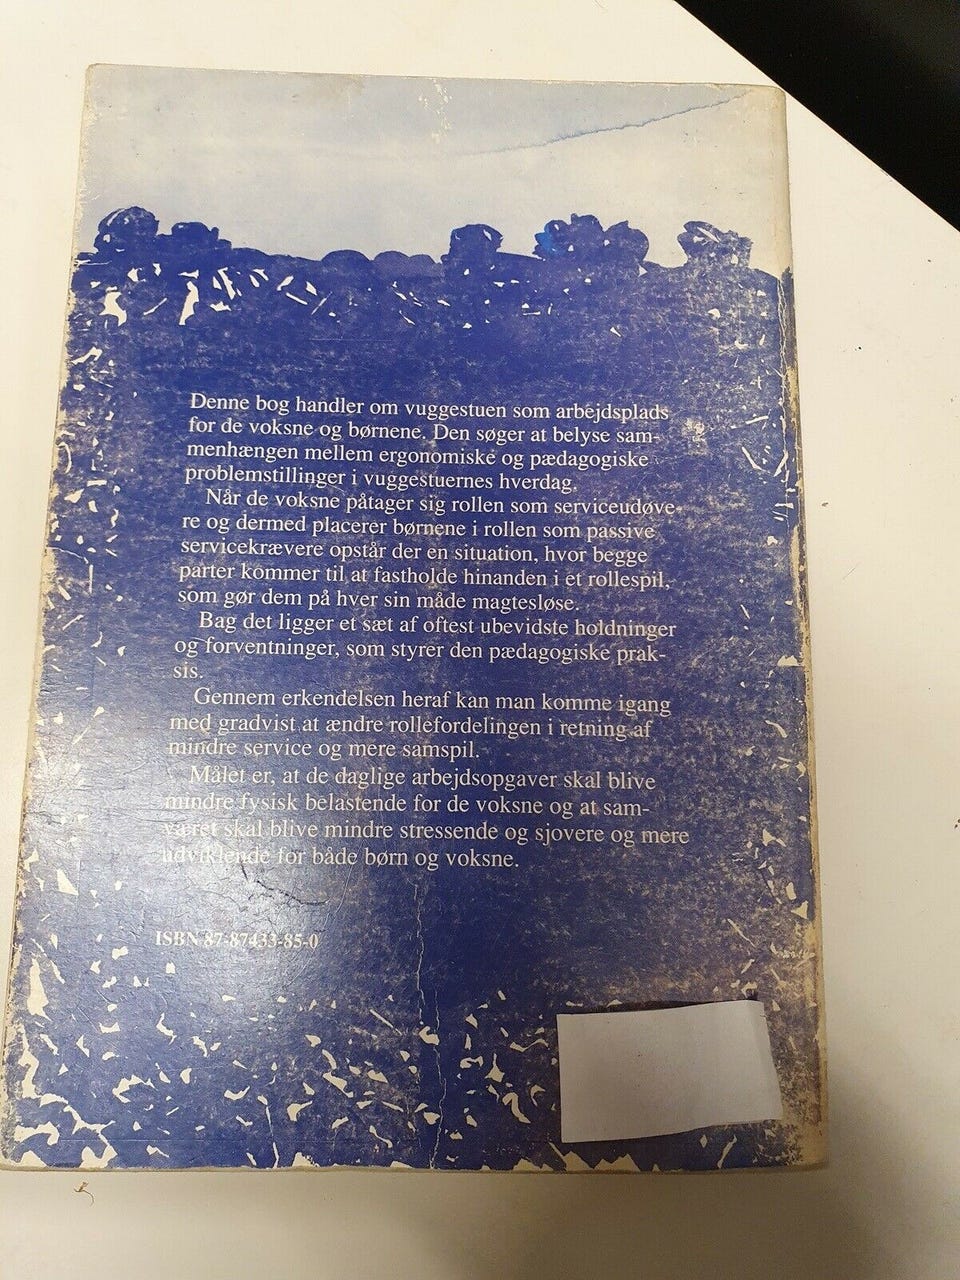 Denne bog handler om vuggestuen som arbejdsplads
for de voksne og børnene. Den søger at belyse sam-
menhængen mellem ergonomiske og pædagogiske
problemstillinger i vuggestuernes hverdag.
Når de voksne påtager sig rollen som serviceudøve-
re og dermed placerer børnene i rollen som passive
servicekrævere opstår der en situation, hvor begge
parter kommer til at fastholde hinanden i et rollespil,
som gør dem på hver sin måde magtesløse.
Bag det ligger et sæt af oftest ubevidste holdninger
og forventninger, som styrer den pædagogiske prak-
sis.
Gennem erkendelsen heraf kan man komme igang
med gradvist at ændre rollefordelingen i retning af
mindre service og mere samspil.
Målet er, at de daglige arbejdsopgaver skal blive
mindre fysisk belastende for de voksne og at sam-
været skal blive mindre stressende og sjovere og mere
udviklende for både børn og voksne.
ISBN 87-87433-85-0